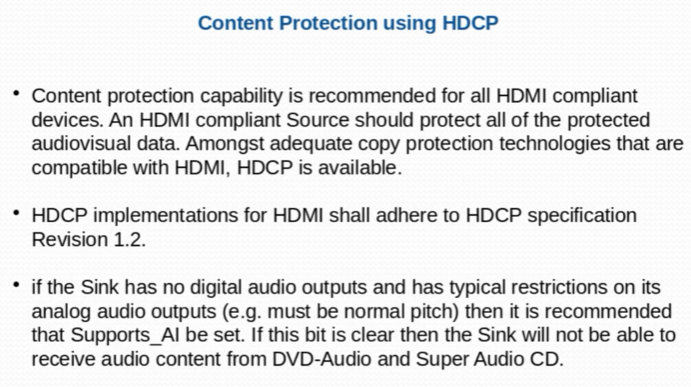 Content Protection using HDCP
• Content protection capability is recommended for all HDMI compliant
devices. An HDMI compliant Source should protect all of the protected
audiovisual data. Amongst adequate copy protection technologies that are
compatible with HDMI, HDCP is available.
• HDCP implementations for HDMI shall adhere to HDCP specification
Revision 1.2.
• if the Sink has no digital audio outputs and has typical restrictions on its
analog audio outputs (e.g. must be normal pitch) then it is recommended
that Supports_AI be set. If this bit is clear then the Sink will not be able to
receive audio content from DVD-Audio and Super Audio CD.